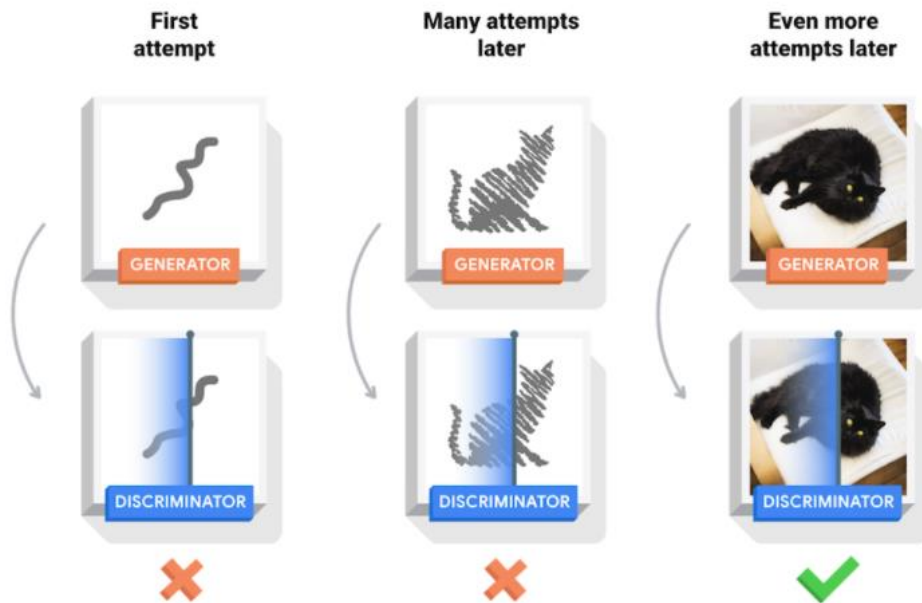 First
attempt
Many attempts
later
Even more
attempts later
GENERATOR
GENERATOR
GENERATOR
DISCRIMINATOR
DISCRIMINATOR
DISCRIMINATOR